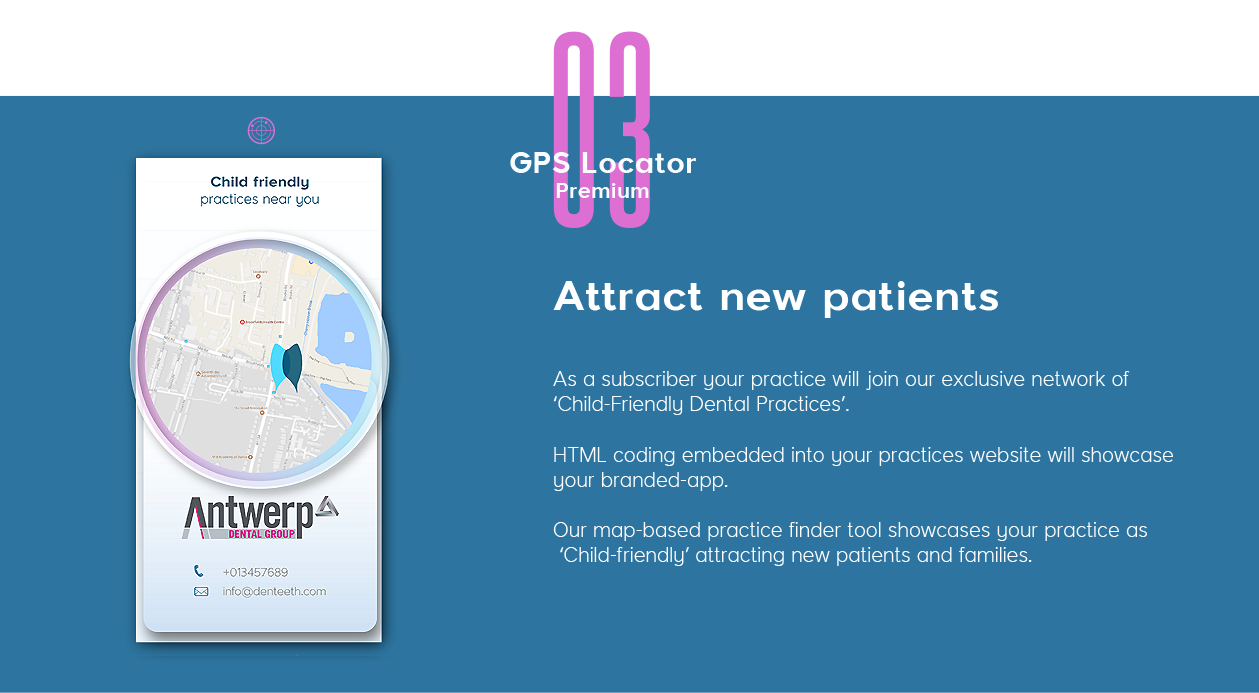 03
GPS Locator
Premium
Child friendly
practices near you
Antwerp
DENTAL GROUP
+013457689
info@denteeth.com
Attract new patients
As a subscriber your practice will join our exclusive network of
‘Child-Friendly Dental Practices’.
HTML coding embedded into your practices website will showcase
your branded-app.
Our map-based practice finder tool showcases your practice as
‘Child-friendly’ attracting new patients and families.